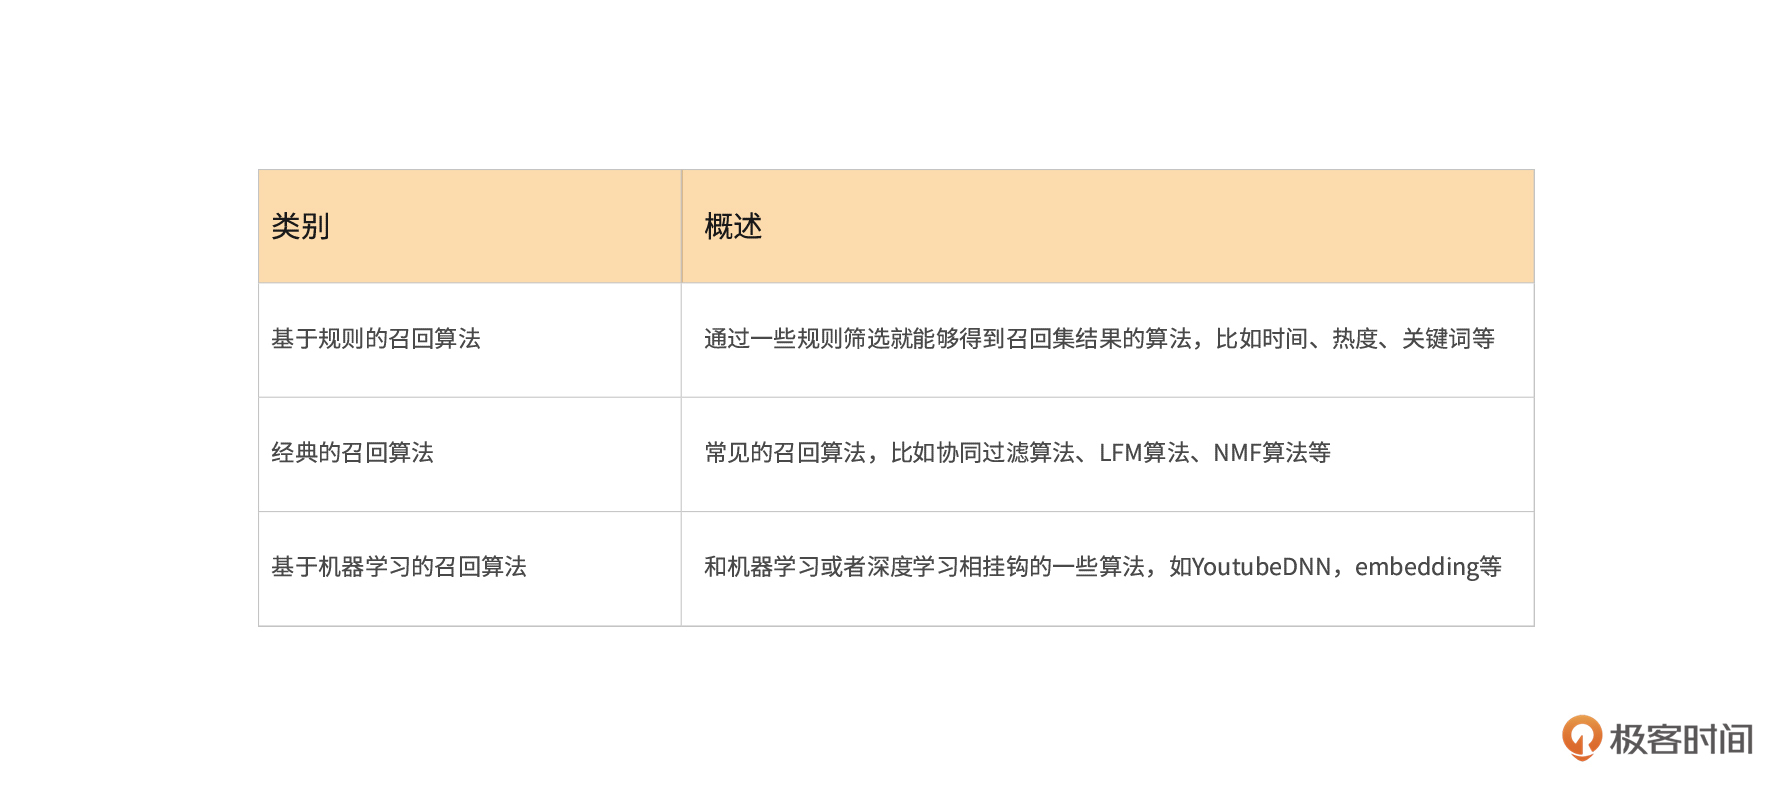 类别
概述
基于规则的召回算法
通过一些规则筛选就能够得到召回集结果的算法，比如时间、热度、关键词等
经典的召回算法
常见的召回算法，比如协同过滤算法、LFM算法、NMF算法等
基于机器学习的召回算法
和机器学习或者深度学习相挂钩的一些算法，如YoutubeDNN，embedding等
极客时间